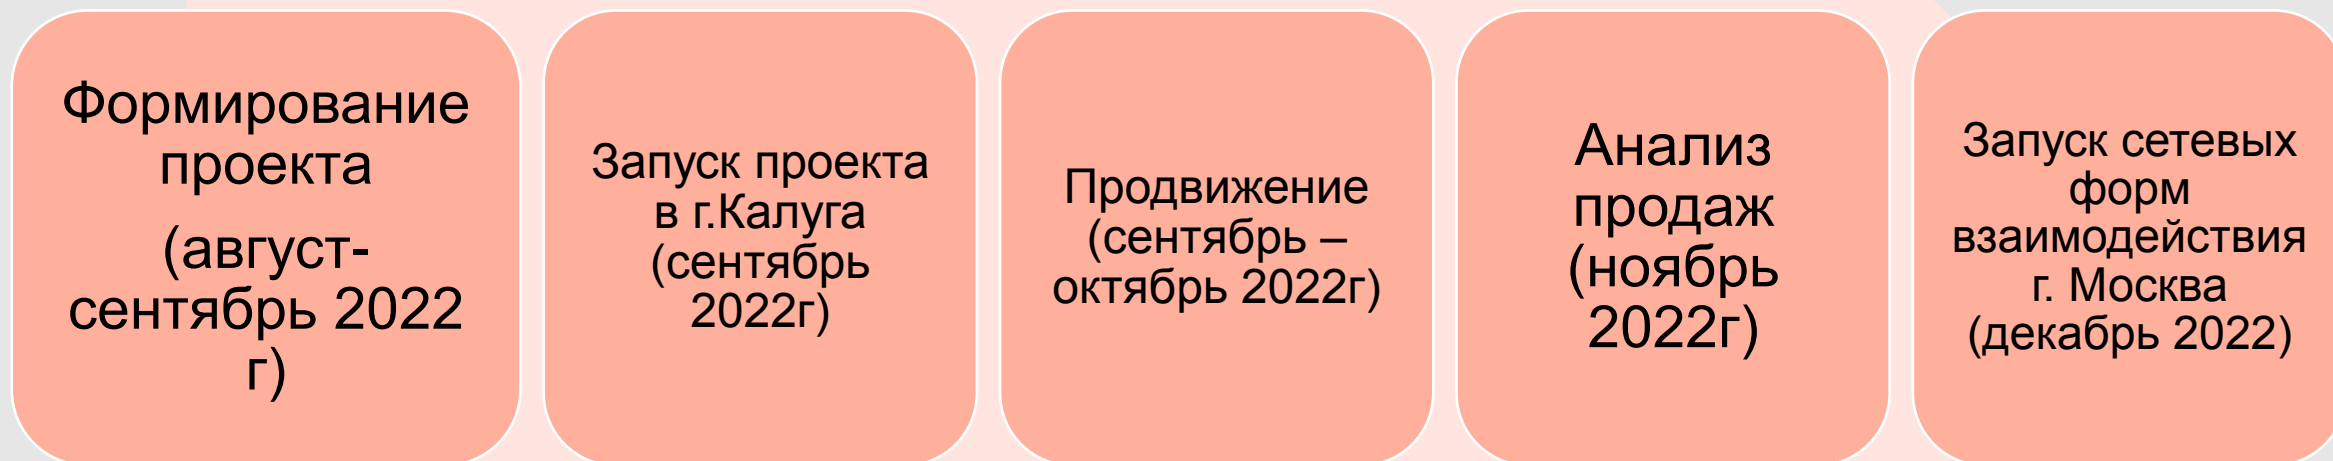 Формирование
проекта
(август-
сентябрь 2022
г)
Запуск проекта
в г.Калуга
(сентябрь
2022г)
Продвижение
(сентябрь –
октябрь 2022г)
Анализ
продаж
(ноябрь
2022г)
Запуск сетевых
форм
взаимодействия
г. Москва
(декабрь 2022)